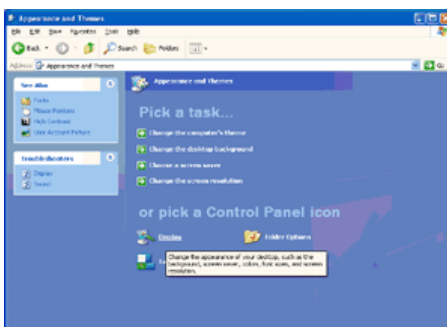 Appearance and Themes
File Edit View Favorites Tools Help
Back Search Folders
Address Appearance and Themes Go
See Also
Fonts
Mouse Pointers
High Contrast
User Account Picture
Troubleshooters
Display
Sound
Appearance and Themes
Pick a task...
Change the computer's theme
Change the desktop background
Choose a screen saver
Change the screen resolution
or pick a Control Panel icon
Display Folder Options
Change the appearance of your desktop, such as the
background, screen saver, colors, font sizes, and screen
resolution.